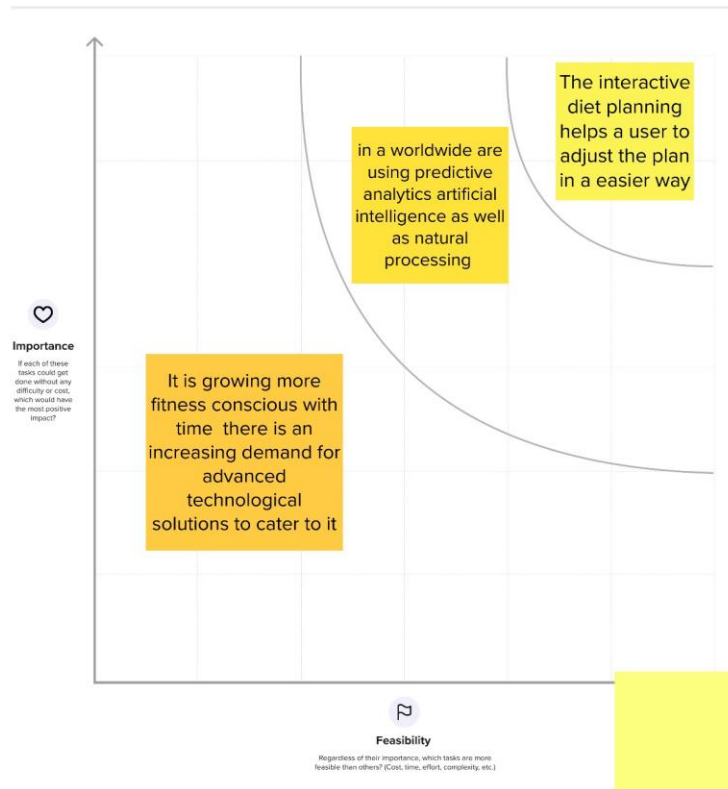 The interactive
diet planning
helps a user to
adjust the plan
in a easier way
in a worldwide are
using predictive
analytics artificial
intelligence as well
as natural
processing
Importance
If each of these
tasks could get
done without any
difficulty or cost,
which would have
the most positive
impact?
It is growing more
fitness conscious with
time there is an
increasing demand for
advanced
technological
solutions to cater to it
Feasibility
Regardless of their importance, which tasks are more
feasible than others? (Cost, time, effort, complexity, etc.)